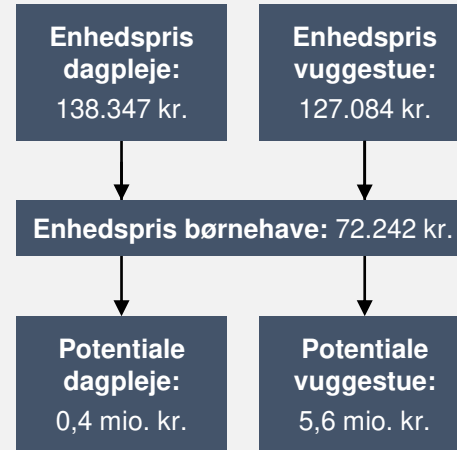 Enhedspris
dagpleje:
138.347 kr.
Enhedspris
vuggestue:
127.084 kr.
Enhedspris børnehave: 72.242 kr.
Potentiale
dagpleje:
0,4 mio. kr.
Potentiale
vuggestue:
5,6 mio. kr.